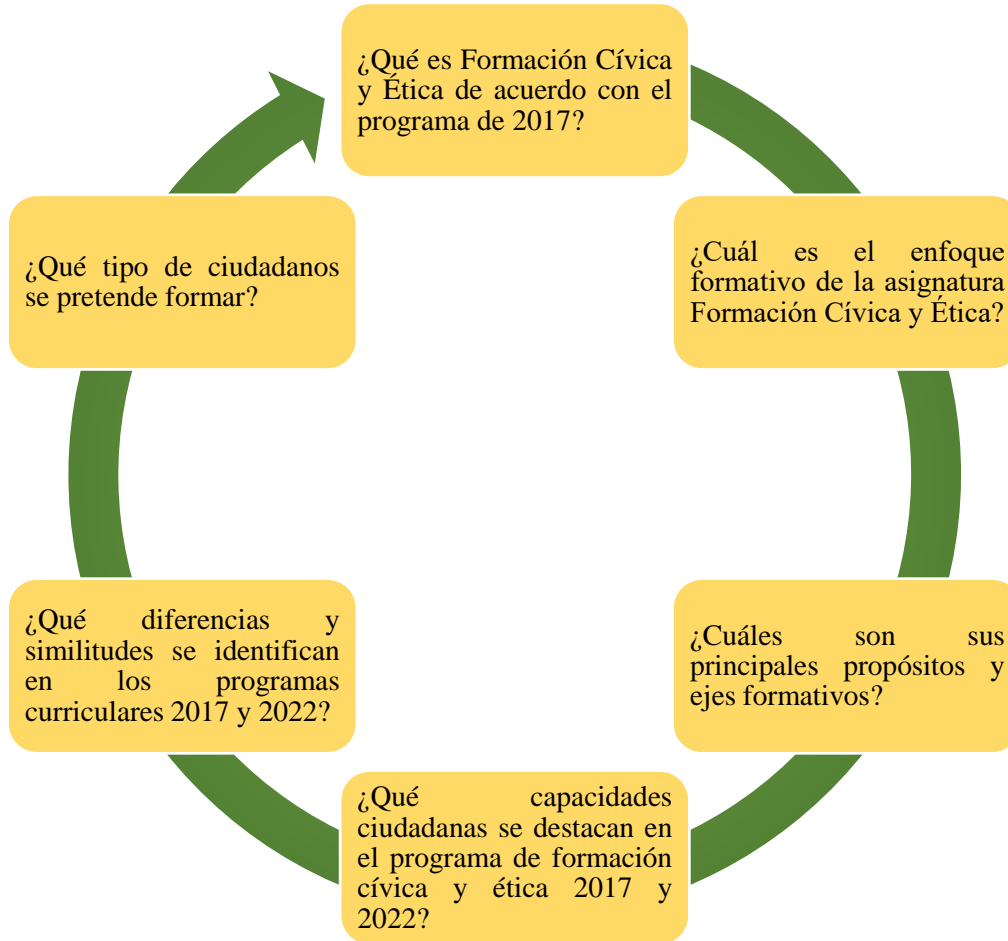 ¿Qué es Formación Cívica
y Ética de acuerdo con el
programa de 2017?
¿Cuál es el enfoque
formativo de la asignatura
Formación Cívica y Ética?
¿Cuáles son sus
principales propósitos y
ejes formativos?
¿Qué capacidades
ciudadanas se destacan en
el programa de formación
cívica y ética 2017 y
2022?
¿Qué diferencias y
similitudes se identifican
en los programas
curriculares 2017 y 2022?
¿Qué tipo de ciudadanos
se pretende formar?